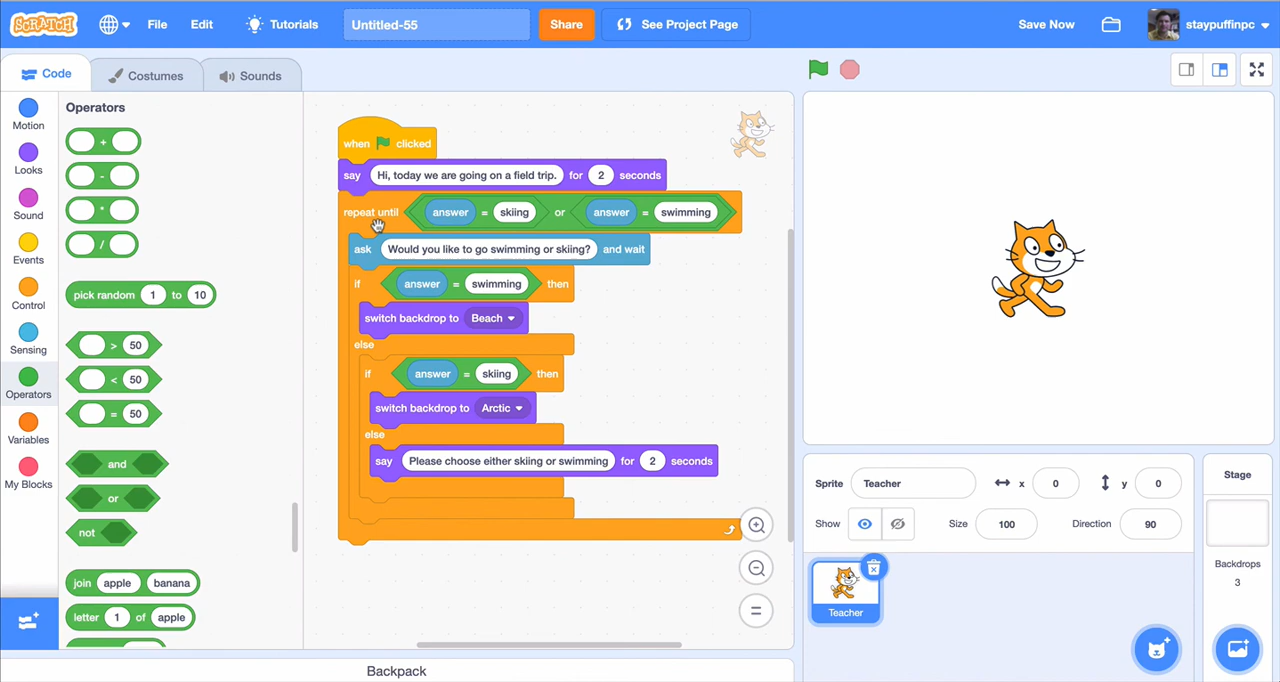 SCRATCH File Edit Tutorials Untitled-55 Share See Project Page Save Now staypuffinpc
Code Costumes Sounds
Motion
Looks
Sound
Events
Control
Sensing
Operators
Variables
My Blocks
Operators
+
-
*
/
pick random 1 to 10
> 50
< 50
= 50
and
or
not
join apple banana
letter 1 of apple
when clicked
say Hi, today we are going on a field trip. for 2 seconds
repeat until answer = skiing or answer = swimming
ask Would you like to go swimming or skiing? and wait
if answer = swimming then
switch backdrop to Beach
else
if answer = skiing then
switch backdrop to Arctic
else
say Please choose either skiing or swimming for 2 seconds
Backpack
Sprite Teacher x 0 y 0
Show Size 100 Direction 90
Teacher
Stage
Backdrops
3